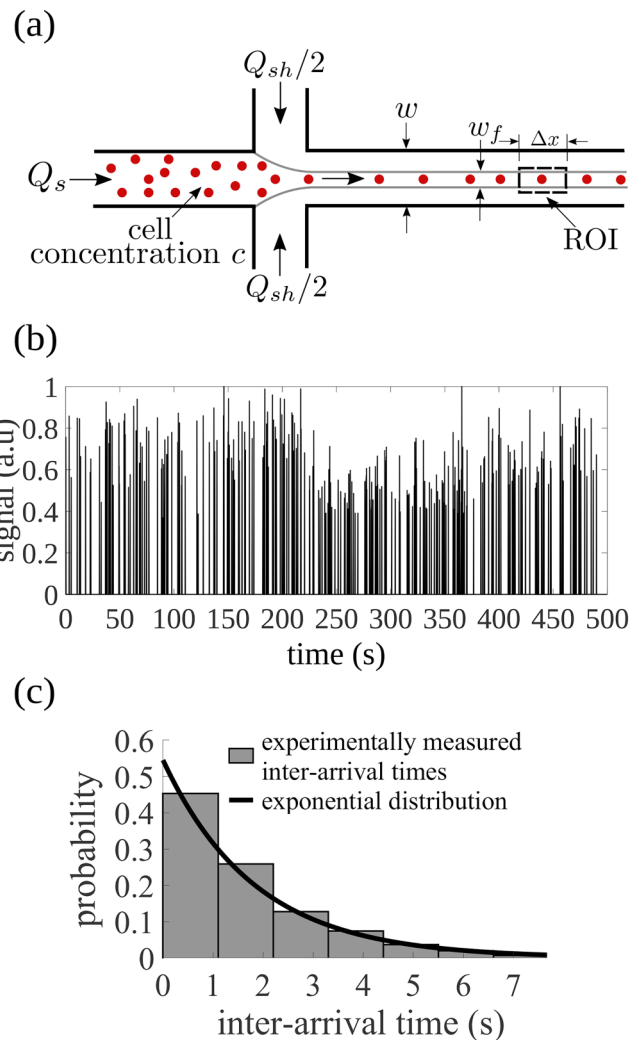 (a)
Q_sh/2
w
w_f
Δx
Q_s
cell
concentration c
ROI
Q_sh/2
(b)
signal (a.u)
1
0.8
0.6
0.4
0.2
0
0 50 100 150 200 250 300 350 400 450 500
time (s)
(c)
probability
0.6
0.5
0.4
0.3
0.2
0.1
0
experimentally measured
inter-arrival times
exponential distribution
0 1 2 3 4 5 6 7
inter-arrival time (s)